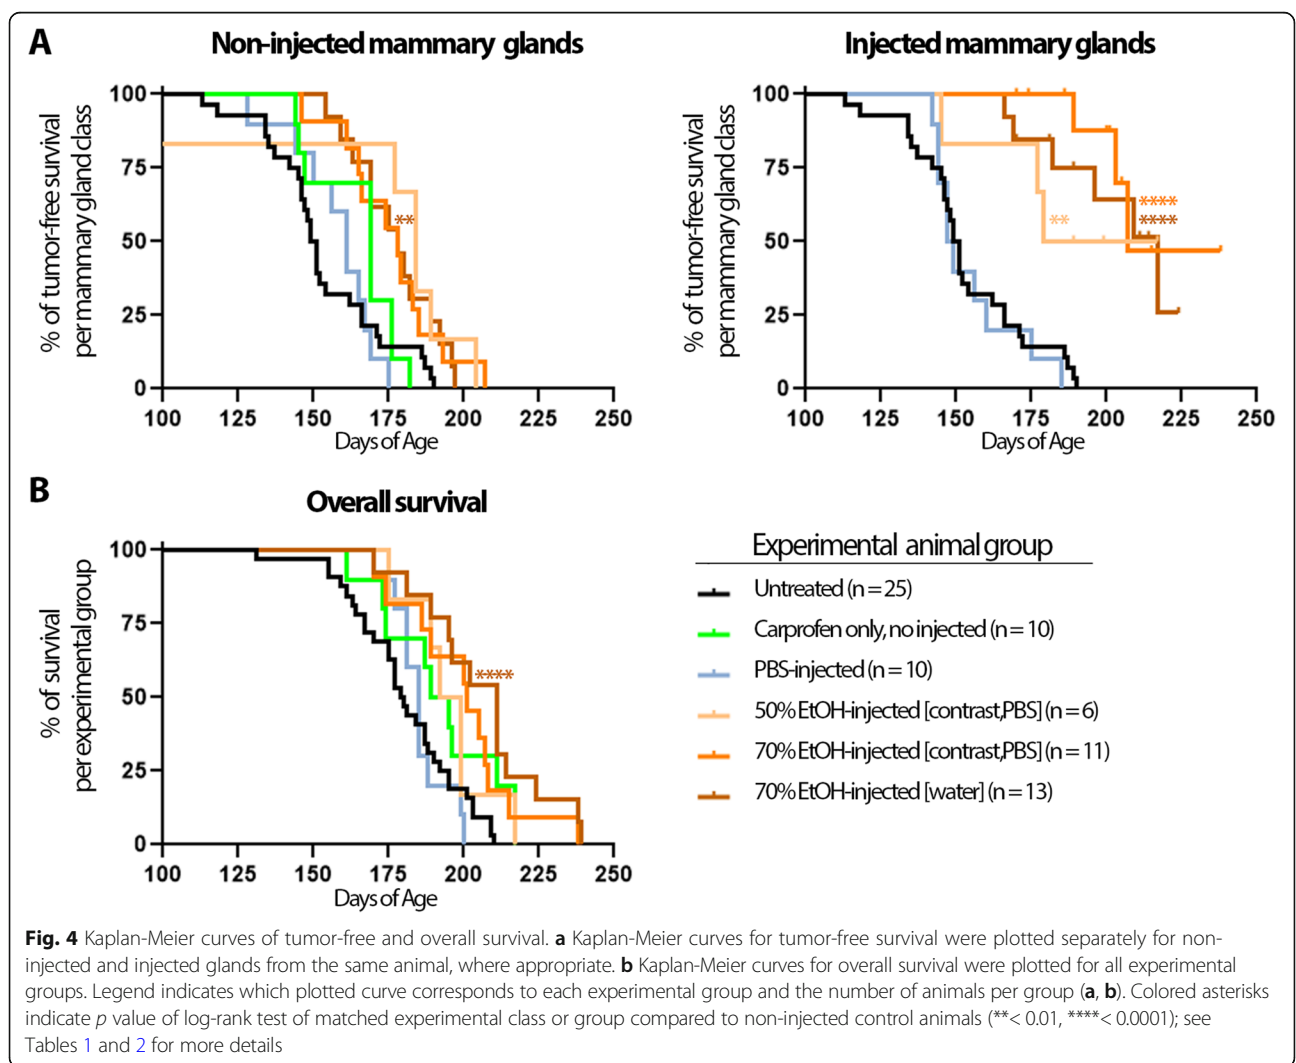 A
Non-injected mammary glands
Injected mammary glands
% of tumor-free survival
per mammary gland class
100
75
50
25
0
**
100 125 150 175 200 225 250
Days of Age
% of tumor-free survival
per mammary gland class
100
75
50
25
0
**
****
****
100 125 150 175 200 225 250
Days of Age
B
Overall survival
% of survival
per experimental group
100
75
50
25
0
****
100 125 150 175 200 225 250
Days of Age
Experimental animal group
Untreated (n = 25)
Carprofen only, no injected (n = 10)
PBS-injected (n = 10)
50% EtOH-injected [contrast,PBS] (n = 6)
70% EtOH-injected [contrast,PBS] (n = 11)
70% EtOH-injected [water] (n = 13)
Fig. 4 Kaplan-Meier curves of tumor-free and overall survival. a Kaplan-Meier curves for tumor-free survival were plotted separately for non-
injected and injected glands from the same animal, where appropriate. b Kaplan-Meier curves for overall survival were plotted for all experimental
groups. Legend indicates which plotted curve corresponds to each experimental group and the number of animals per group (a, b). Colored asterisks
indicate p value of log-rank test of matched experimental class or group compared to non-injected control animals (**< 0.01, ****< 0.0001); see
Tables 1 and 2 for more details